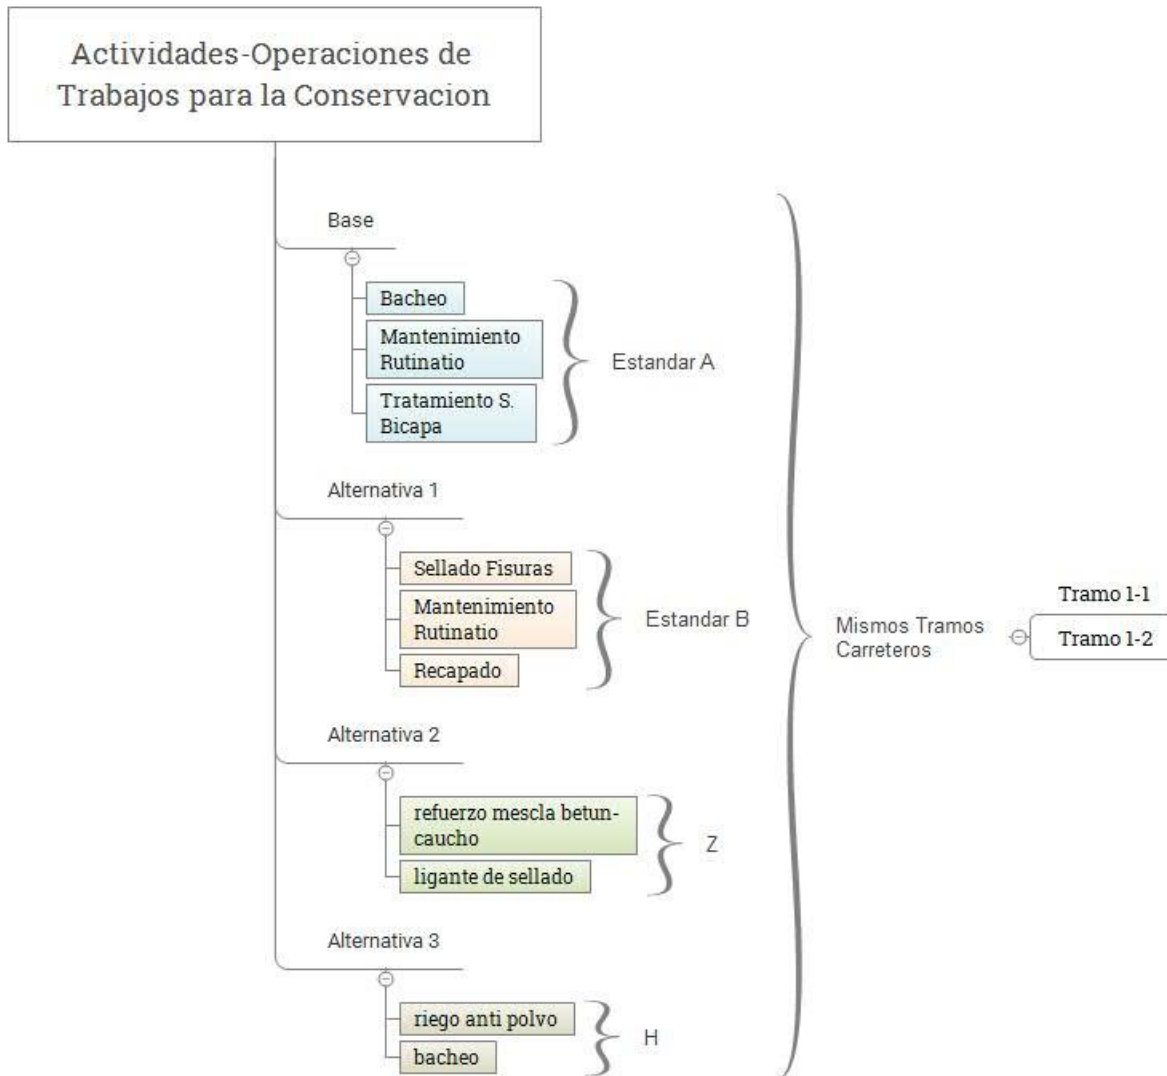 Actividades-Operaciones de
Trabajos para la Conservacion
Base
Bacheo
Mantenimiento
Rutinatio
Tratamiento S.
Bicapa
Estandar A
Alternativa 1
Sellado Fisuras
Mantenimiento
Rutinatio
Recapado
Estandar B
Alternativa 2
refuerzo mescla betun-
caucho
ligante de sellado
Z
Alternativa 3
riego anti polvo
bacheo
H
Mismos Tramos
Carreteros
Tramo 1-1
Tramo 1-2